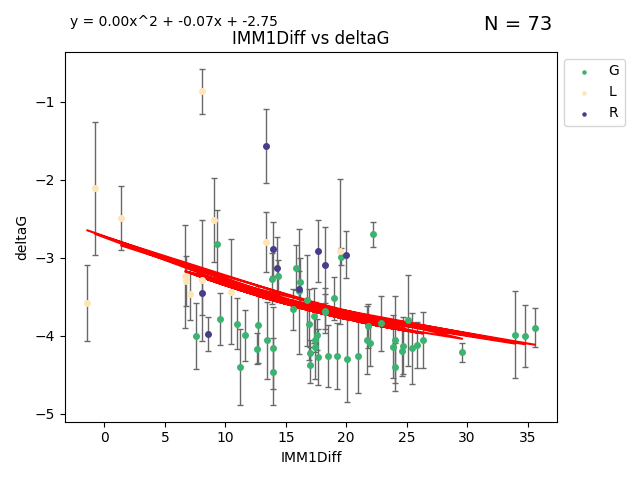 y = 0.00x^2 + -0.07x + -2.75
N = 73
IMM1Diff vs deltaG
G
L
R
−1
−2
−3
−4
−5
deltaG
0 5 10 15 20 25 30 35
IMM1Diff